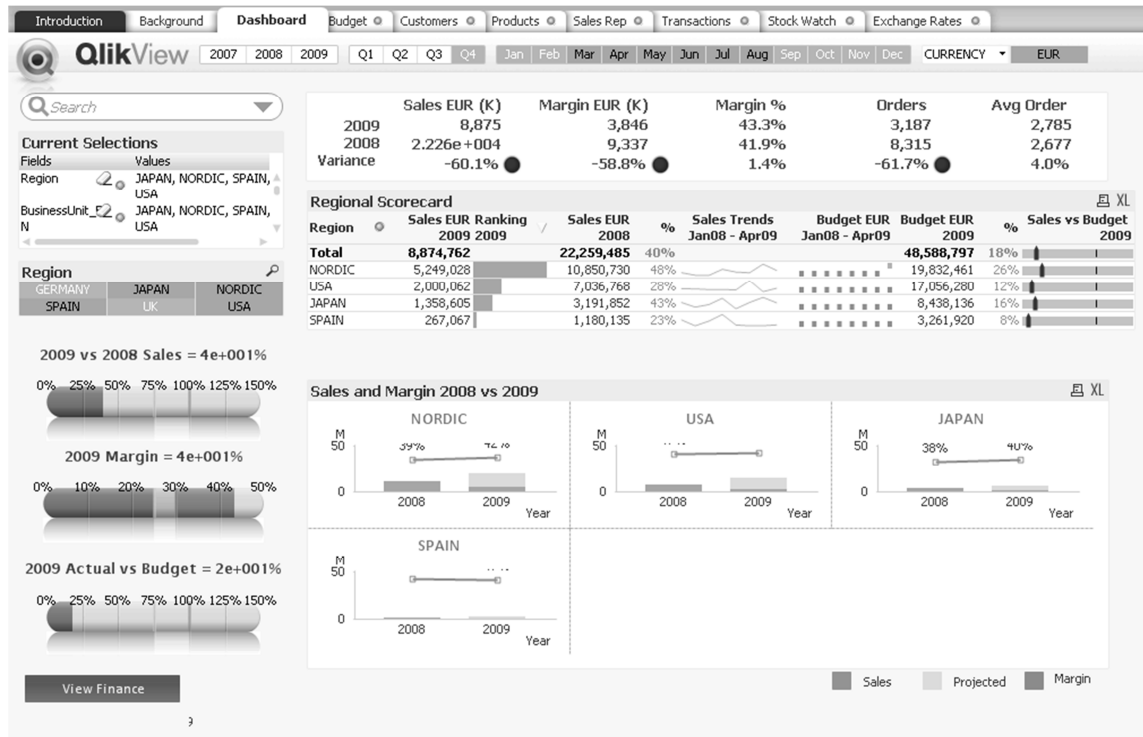 Introduction Background Dashboard Budget Customers Products Sales Rep Transactions Stock Watch Exchange Rates
QlikView 2007 2008 2009 Q1 Q2 Q3 Q4 Jan Feb Mar Apr May Jun Jul Aug Sep Oct Nov Dec CURRENCY EUR
Search
Current Selections
Fields Values
Region JAPAN, NORDIC, SPAIN,
USA
BusinessUnit_E JAPAN, NORDIC, SPAIN,
N USA
Region
GERMANY JAPAN NORDIC
SPAIN UK USA
2009 vs 2008 Sales = 4e+001%
0% 25% 50% 75% 100% 125% 150%
2009 Margin = 4e+001%
0% 10% 20% 30% 40% 50%
2009 Actual vs Budget = 2e+001%
0% 25% 50% 75% 100% 125% 150%
View Finance
Sales EUR (K) Margin EUR (K) Margin % Orders Avg Order
2009 8,875 3,846 43.3% 3,187 2,785
2008 2.226e+004 9,337 41.9% 8,315 2,677
Variance -60.1% -58.8% 1.4% -61.7% 4.0%
Regional Scorecard XL
Region Sales EUR Ranking Sales EUR % Sales Trends Budget EUR Budget EUR % Sales vs Budget
2009 2009 2008 Jan08 - Apr09 Jan08 - Apr09 2009 2009
Total 8,874,762 22,259,485 40% 48,588,797 18%
NORDIC 5,249,028 10,850,730 48% 19,832,461 26%
USA 2,000,062 7,036,768 28% 17,056,280 12%
JAPAN 1,358,605 3,191,852 43% 8,438,136 16%
SPAIN 267,067 1,180,135 23% 3,261,920 8%
Sales and Margin 2008 vs 2009 XL
NORDIC
M
50
39% 42%
0
2008 2009
Year
USA
M
50
0
2008 2009
Year
JAPAN
M
50
38% 40%
0
2008 2009
Year
SPAIN
M
50
0
2008 2009
Year
Sales Projected Margin